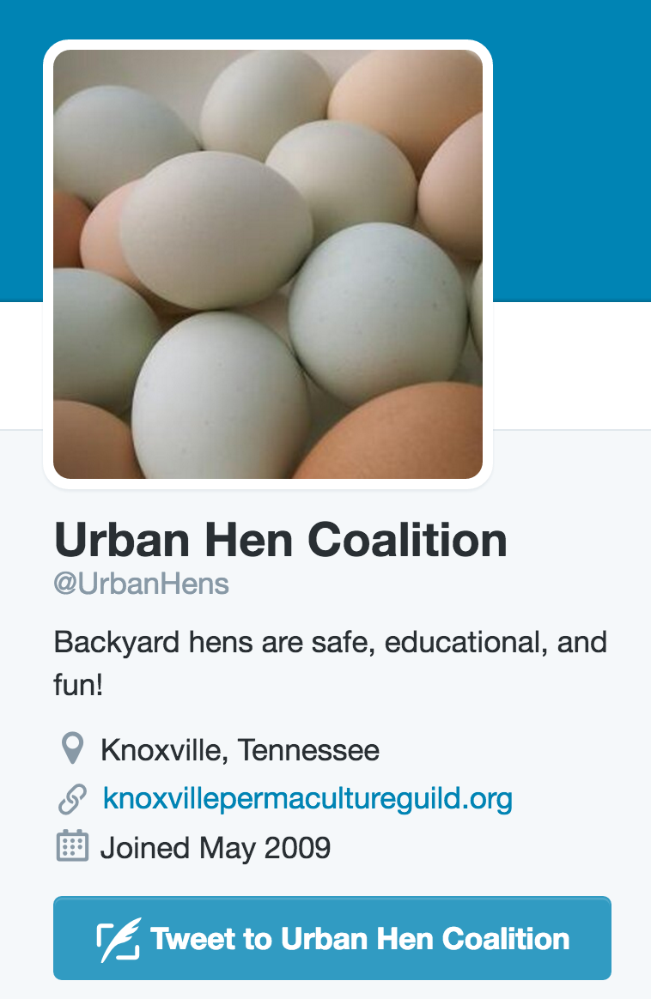 Urban Hen Coalition
@UrbanHens
Backyard hens are safe, educational, and
fun!
Knoxville, Tennessee
knoxvillepermacultureguild.org
Joined May 2009
Tweet to Urban Hen Coalition